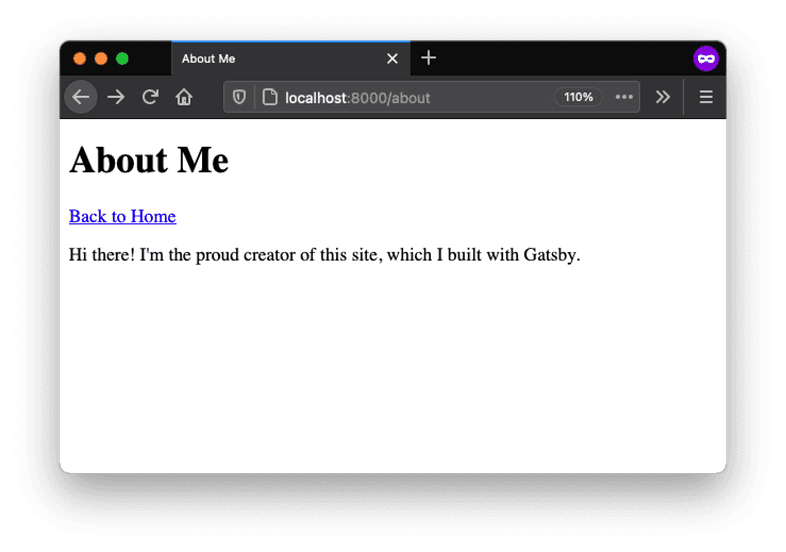 About Me
localhost:8000/about
110%
About Me
Back to Home
Hi there! I'm the proud creator of this site, which I built with Gatsby.